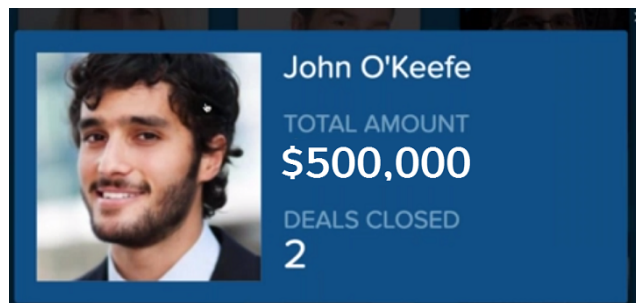 John O'Keefe
TOTAL AMOUNT
$500,000
DEALS CLOSED
2